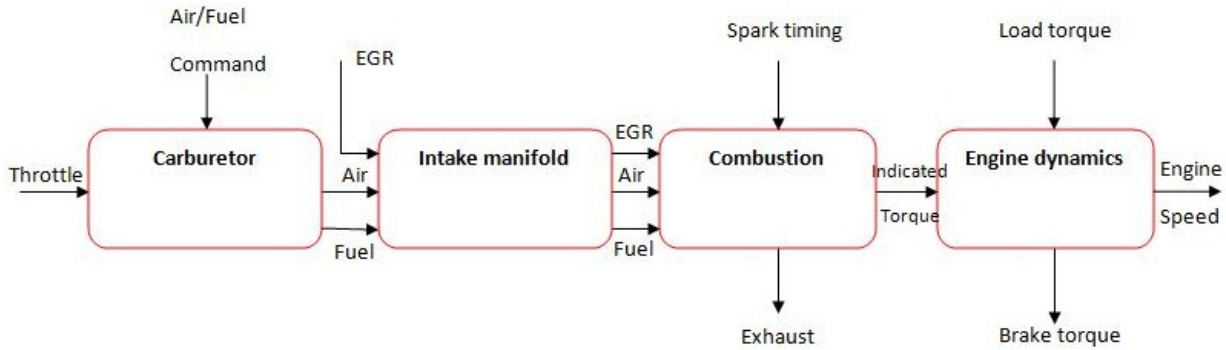 Air/Fuel
Command
EGR
Spark timing
Load torque
Throttle
Carburetor
Air
Fuel
Intake manifold
EGR
Air
Fuel
Combustion
Indicated
Torque
Engine dynamics
Engine
Speed
Exhaust
Brake torque